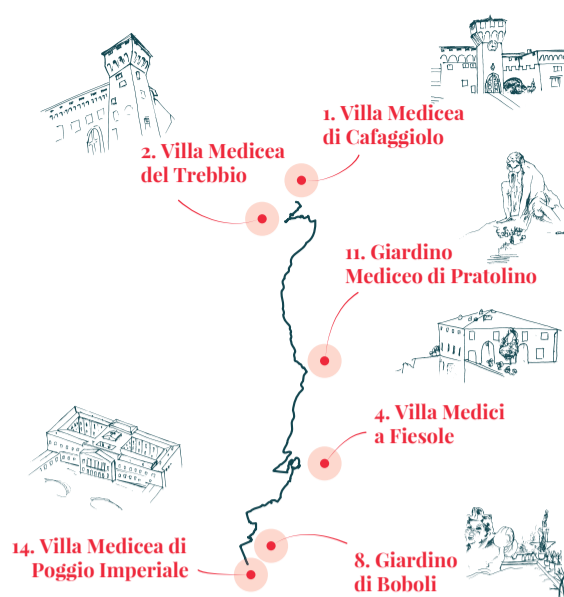 1. Villa Medicea
di Cafaggiolo
2. Villa Medicea
del Trebbio
11. Giardino
Mediceo di Pratolino
4. Villa Medici
a Fiesole
14. Villa Medicea di
Poggio Imperiale
8. Giardino
di Boboli